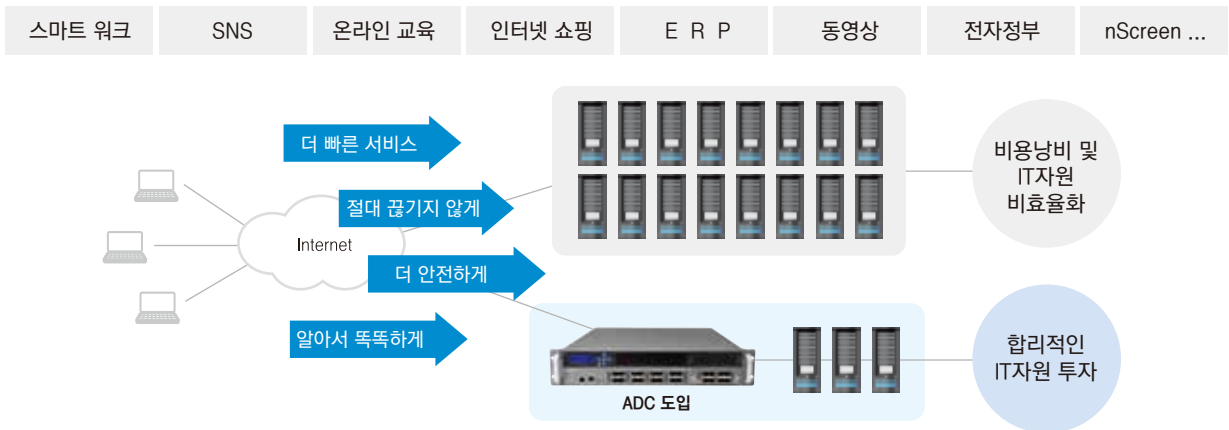 스마트 워크
SNS
온라인 교육
인터넷 쇼핑
E R P
동영상
전자정부
nScreen ...
더 빠른 서비스
절대 끊기지 않게
Internet
더 안전하게
알아서 똑똑하게
비용낭비 및
IT자원
비효율화
ADC 도입
합리적인
IT자원 투자